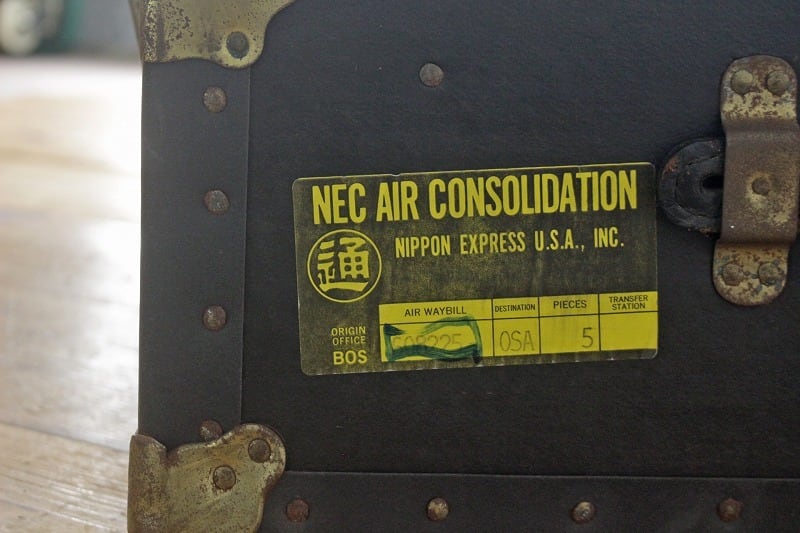 NEC AIR CONSOLIDATION
通
NIPPON EXPRESS U.S.A., INC.
AIR WAYBILL DESTINATION PIECES TRANSFER STATION
ORIGIN OFFICE
BOS
OSA 5